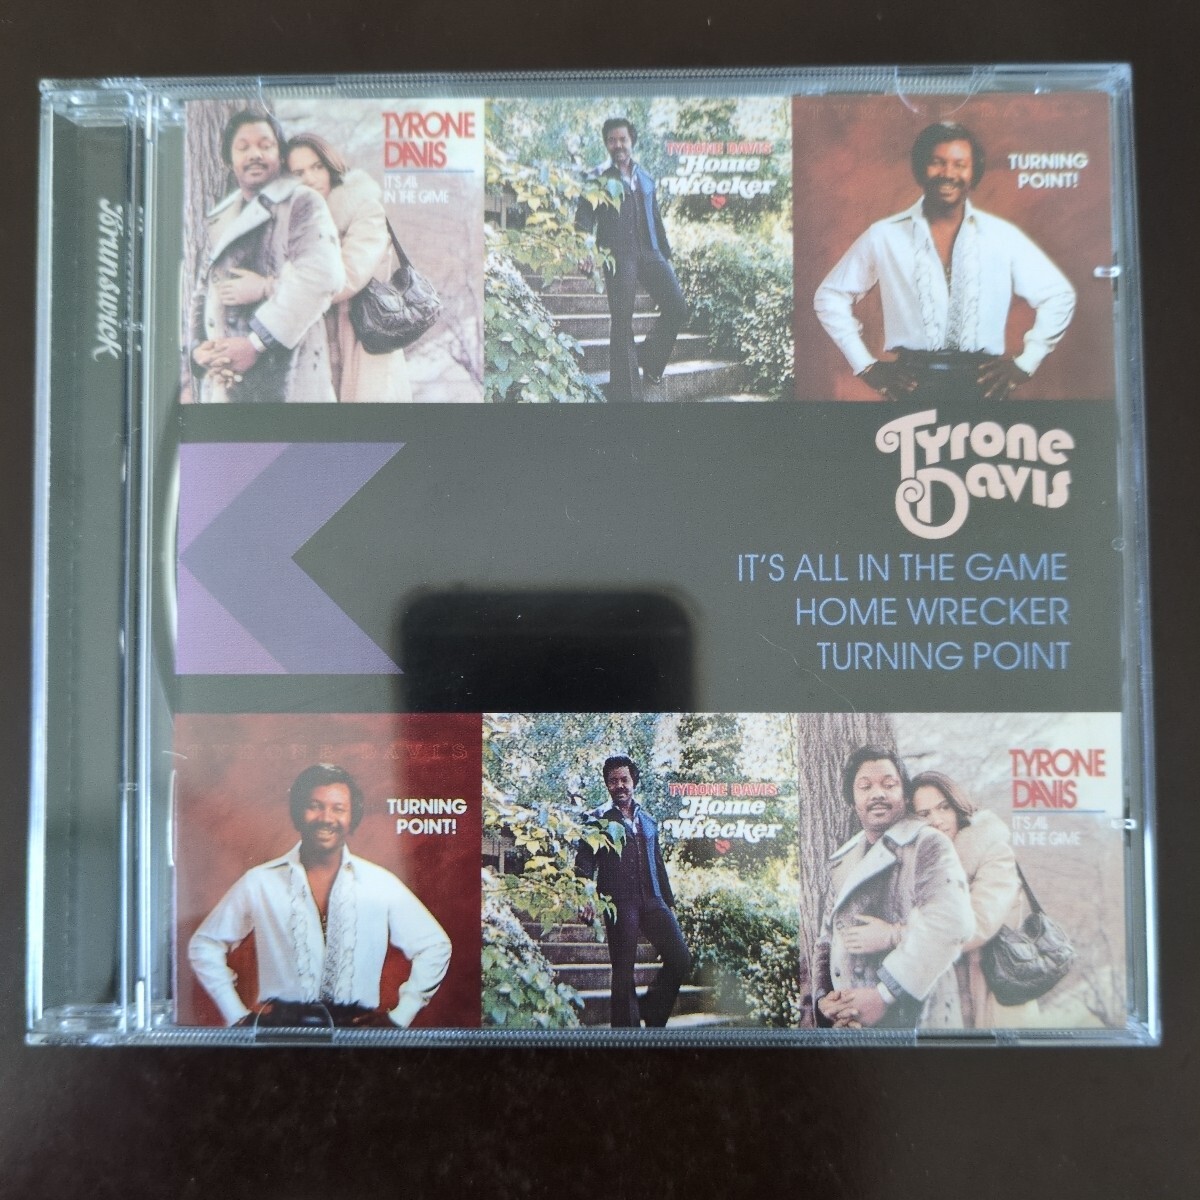 Brunswick
TYRONE
DAVIS
IT'S ALL
IN THE GAME
TYRONE DAVIS
Home
Wrecker
TURNING
POINT!
Tyrone
Davis
IT'S ALL IN THE GAME
HOME WRECKER
TURNING POINT
TYRONE DAVIS
TURNING
POINT!
TYRONE DAVIS
Home
Wrecker
TYRONE
DAVIS
IT'S ALL
IN THE GAME